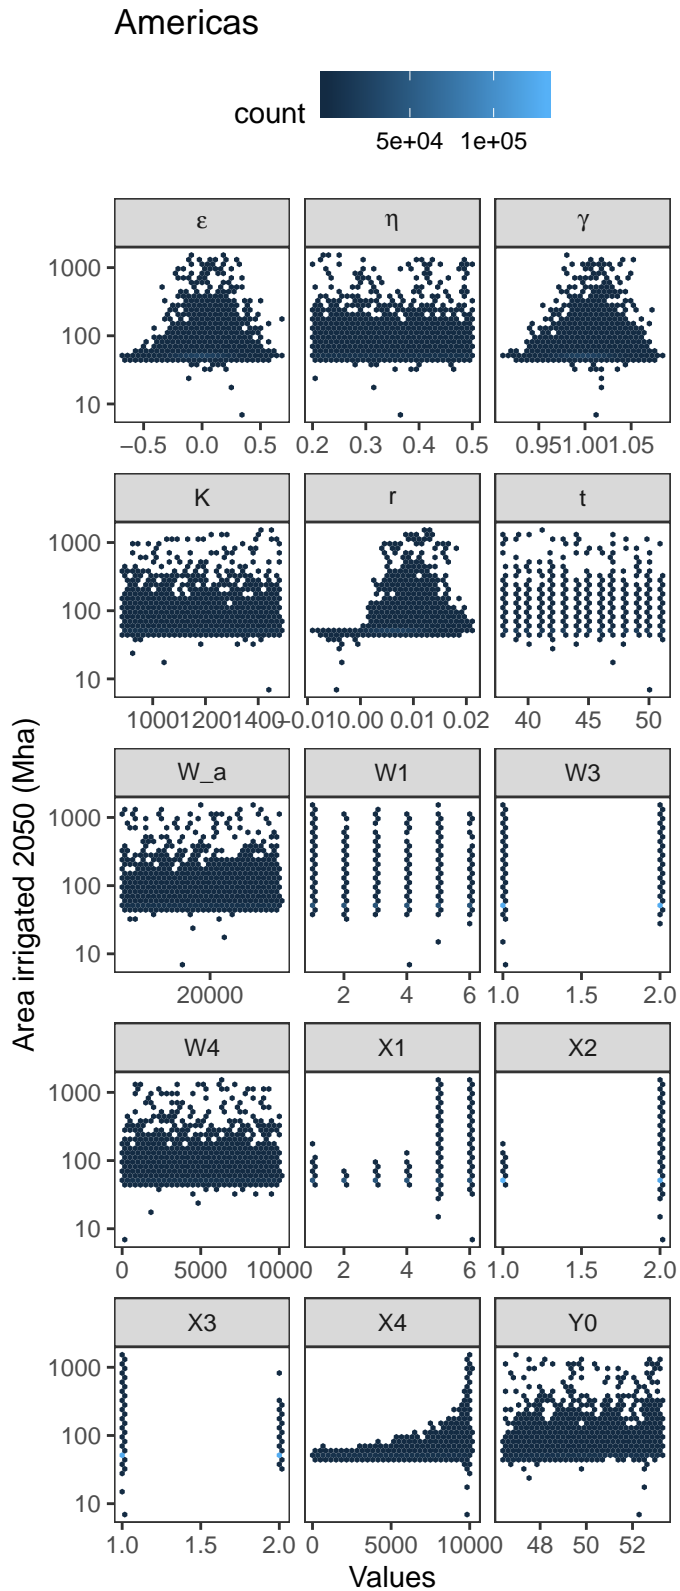 Americas
count
5e+04 1e+05
ε η γ
1000
100
10
−0.5 0.0 0.5 0.2 0.3 0.4 0.5 0.951.001.05
K r t
1000
100
10
100012001400 −0.010.00 0.01 0.02 40 45 50
W_a W1 W3
1000
100
10
20000 2 4 6 1.0 1.5 2.0
W4 X1 X2
1000
100
10
0 5000 10000 2 4 6 1.0 1.5 2.0
X3 X4 Y0
1000
100
10
1.0 1.5 2.0 0 5000 10000 48 50 52
Area irrigated 2050 (Mha)
Values